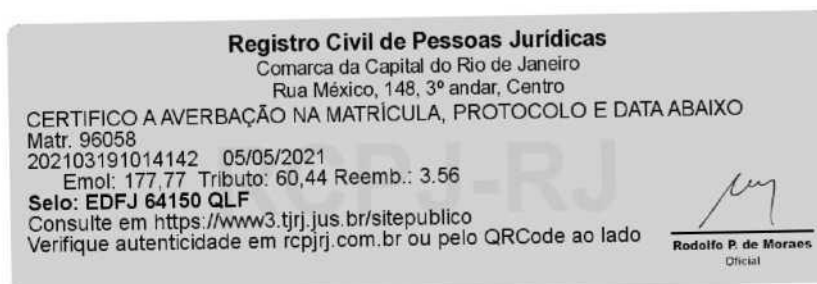 Registro Civil de Pessoas Jurídicas
Comarca da Capital do Rio de Janeiro
Rua México, 148, 3º andar, Centro
CERTIFICO A AVERBAÇÃO NA MATRÍCULA, PROTOCOLO E DATA ABAIXO
Matr. 96058
202103191014142 05/05/2021
Emol: 177,77 Tributo: 60,44 Reemb.: 3.56
Selo: EDFJ 64150 QLF
Consulte em https://www3.tjrj.jus.br/sitepublico
Verifique autenticidade em rcpjrj.com.br ou pelo QRCode ao lado
RCPJ-RJ
Rodolfo P. de Moraes
Oficial